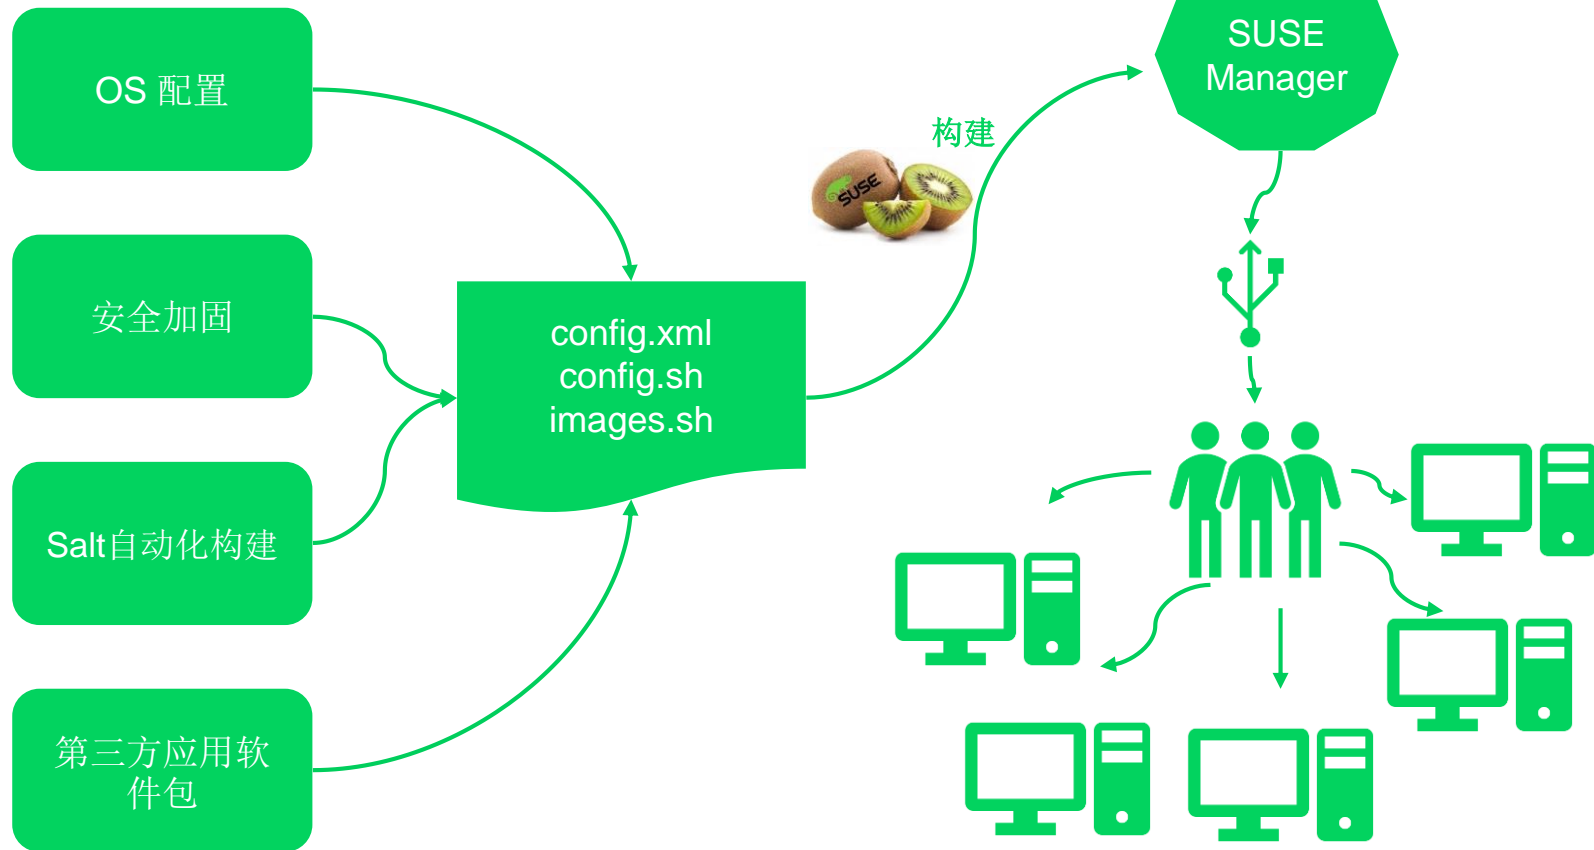 OS 配置
安全加固
Salt自动化构建
第三方应用软
件包
config.xml
config.sh
images.sh
构建
SUSE
SUSE
Manager